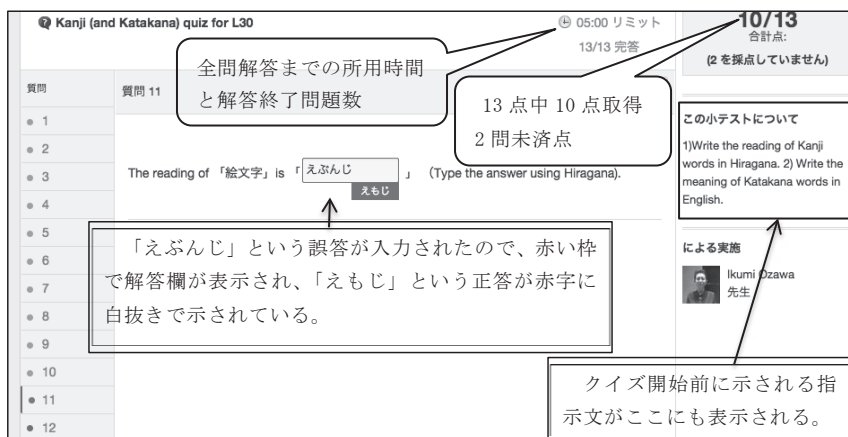 Kanji (and Katakana) quiz for L30
05:00 リミット
13/13 完答
10/13
合計点:
(2 を採点していません)
全問解答までの所用時間
と解答終了問題数
13 点中 10 点取得
2 問未済点
質問
質問 11
1
2
3
4
5
6
7
8
9
10
11
12
The reading of 「絵文字」is 「えぶんじ」 (Type the answer using Hiragana).
えもじ
「えぶんじ」という誤答が入力されたので、赤い枠
で解答欄が表示され、「えもじ」という正答が赤字に
白抜きで示されている。
この小テストについて
1)Write the reading of Kanji
words in Hiragana. 2) Write the
meaning of Katakana words in
English.
による実施
Ikumi Ozawa
先生
クイズ開始前に示される指
示文がここにも表示される。